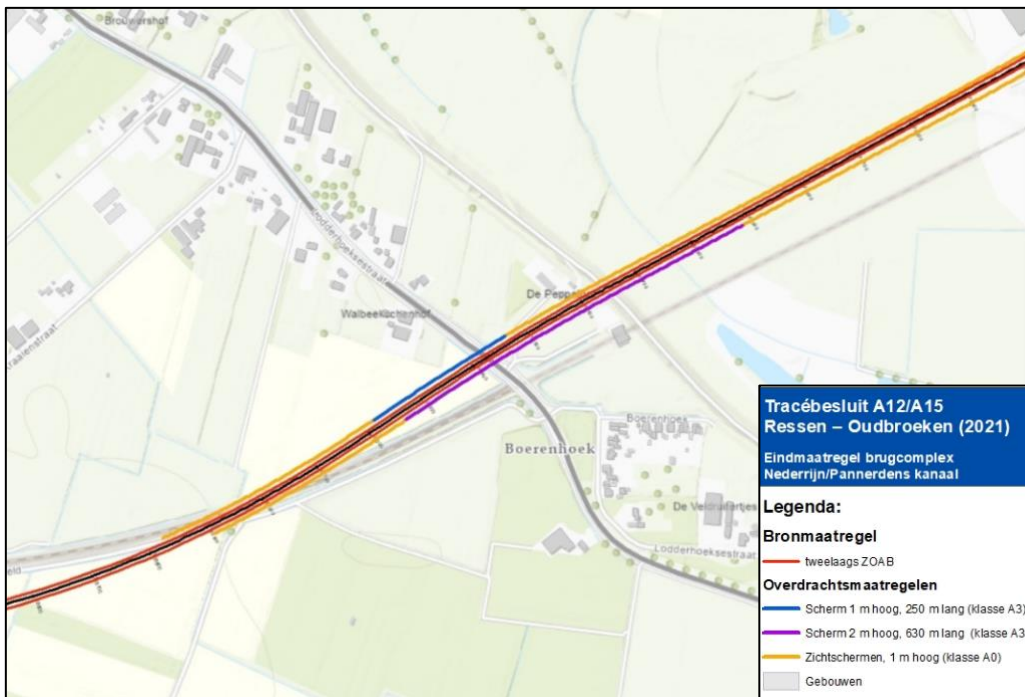 Brouwershof
Lodderhoeksestraat
Walbeekuchenhof
De Peppel
Boerenhoek
Boerenhoek
De Veldruitertjes
Lodderhoeksestraat
Tracébesluit A12/A15
Ressen – Oudbroeken (2021)
Eindmaatregel brugcomplex
Nederrijn/Pannerdens kanaal
Legenda:
Bronmaatregel
tweelaags ZOAB
Overdrachtsmaatregelen
Scherm 1 m hoog, 250 m lang (klasse A3)
Scherm 2 m hoog, 630 m lang (klasse A3
Zichtschermen, 1 m hoog (klasse A0)
Gebouwen